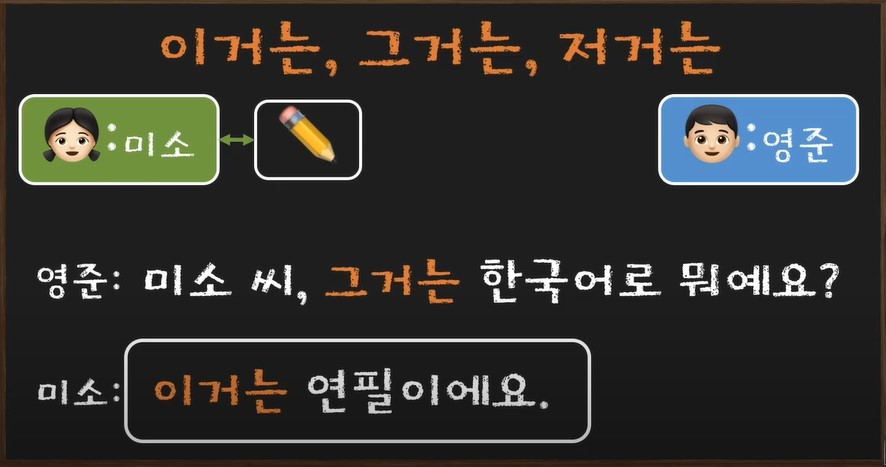 이거는, 그거는, 저거는
:미소
:영준
영준: 미소 씨, 그거는 한국어로 뭐예요?
미소: 이거는 연필이에요.